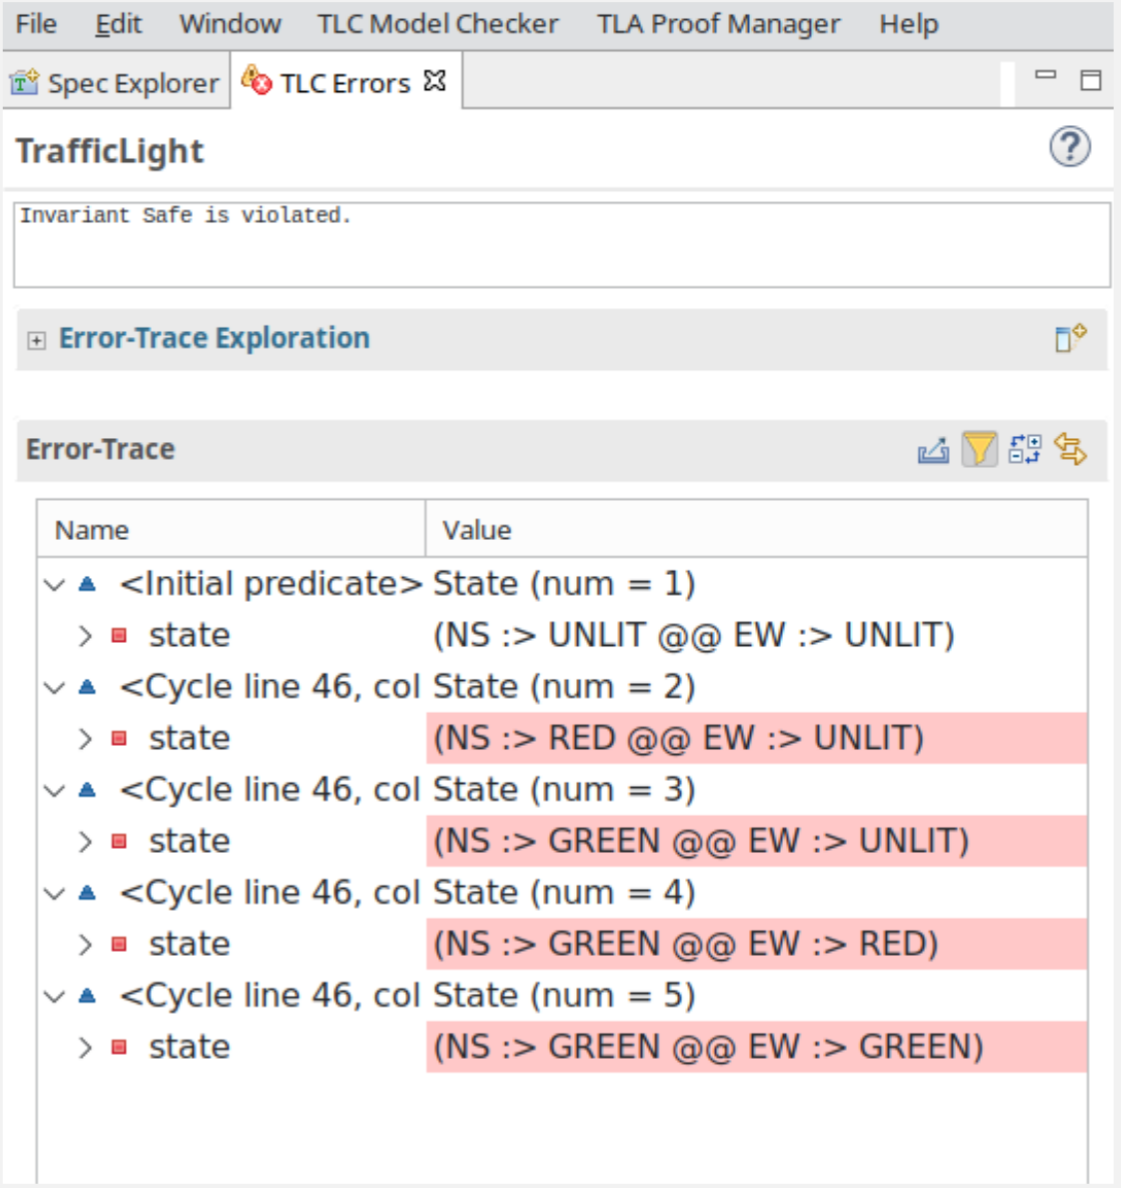 File Edit Window TLC Model Checker TLA Proof Manager Help
Spec Explorer TLC Errors
TrafficLight
Invariant Safe is violated.
Error-Trace Exploration
Error-Trace
Name Value
<Initial predicate> State (num = 1)
state (NS :> UNLIT @@ EW :> UNLIT)
<Cycle line 46, col State (num = 2)
state (NS :> RED @@ EW :> UNLIT)
<Cycle line 46, col State (num = 3)
state (NS :> GREEN @@ EW :> UNLIT)
<Cycle line 46, col State (num = 4)
state (NS :> GREEN @@ EW :> RED)
<Cycle line 46, col State (num = 5)
state (NS :> GREEN @@ EW :> GREEN)